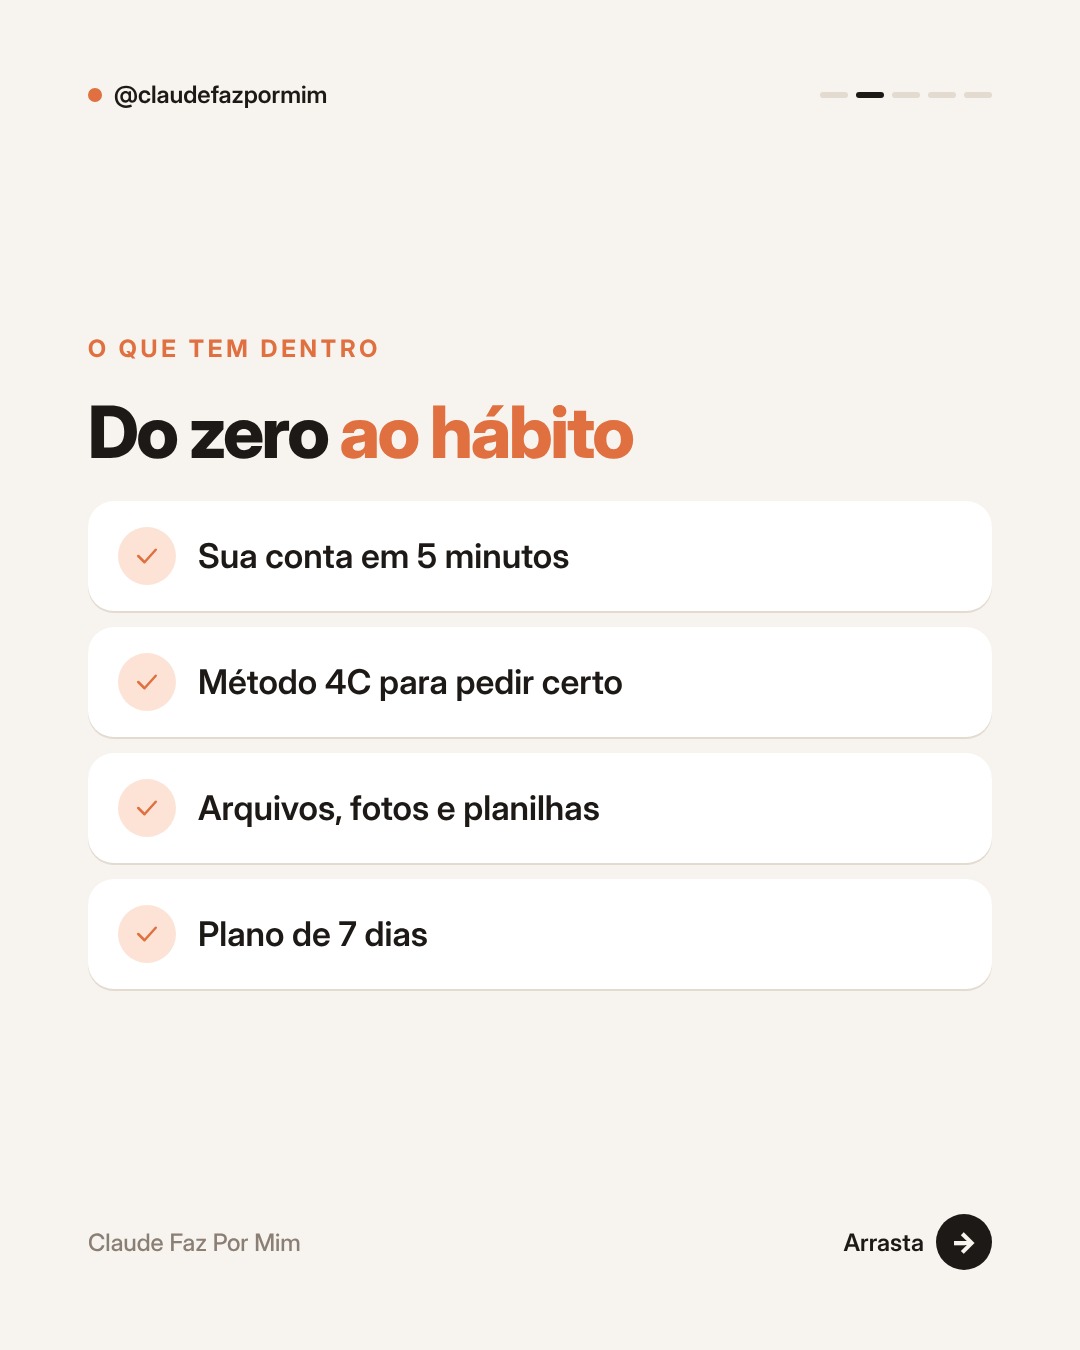 @claudefazpormim
O QUE TEM DENTRO
Do zero ao hábito
Sua conta em 5 minutos
Método 4C para pedir certo
Arquivos, fotos e planilhas
Plano de 7 dias
Claude Faz Por Mim
Arrasta